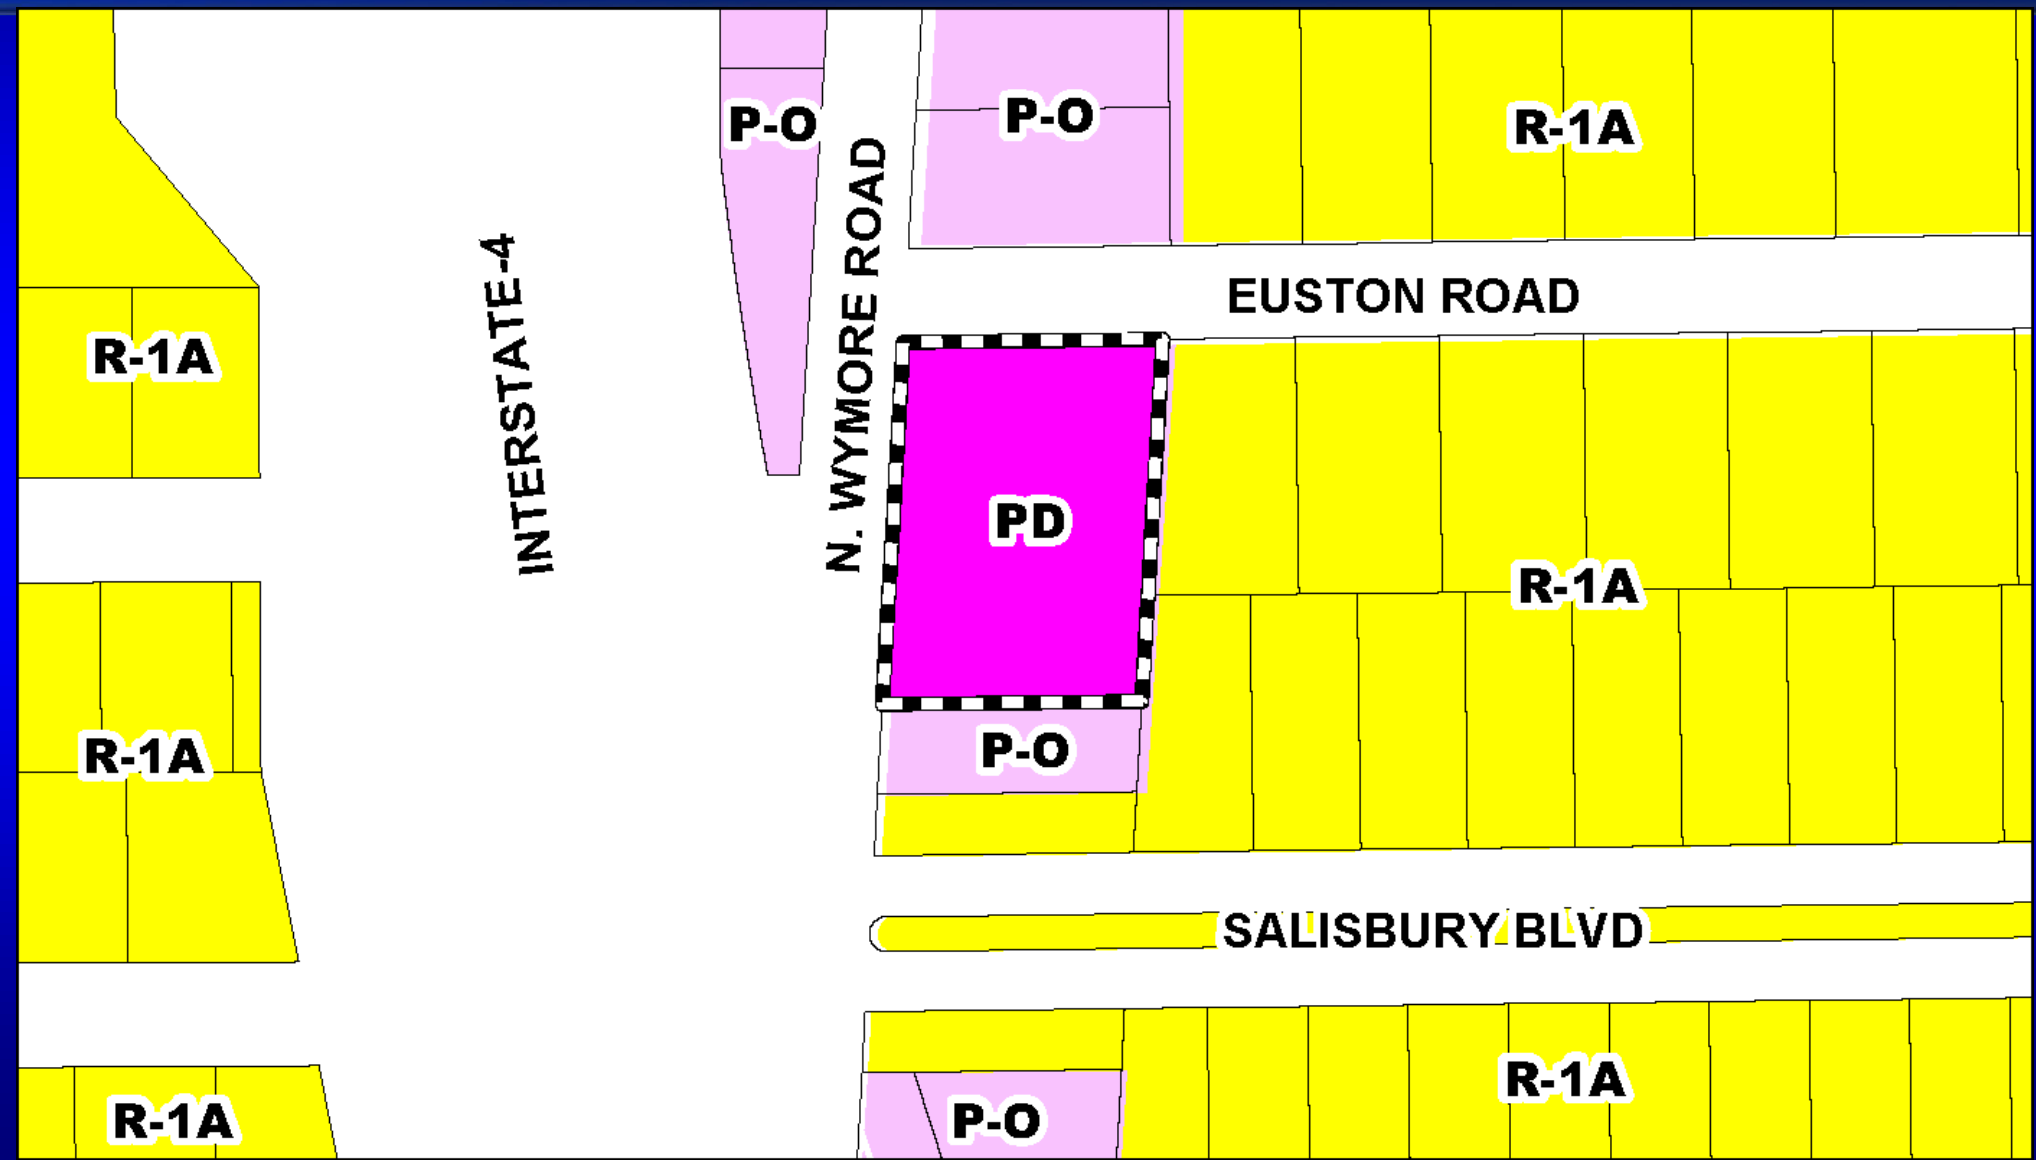 P-O
P-O
R-1A
N. WYMORE ROAD
INTERSTATE-4
EUSTON ROAD
R-1A
PD
R-1A
P-O
R-1A
SALISBURY BLVD
R-1A
P-O
R-1A